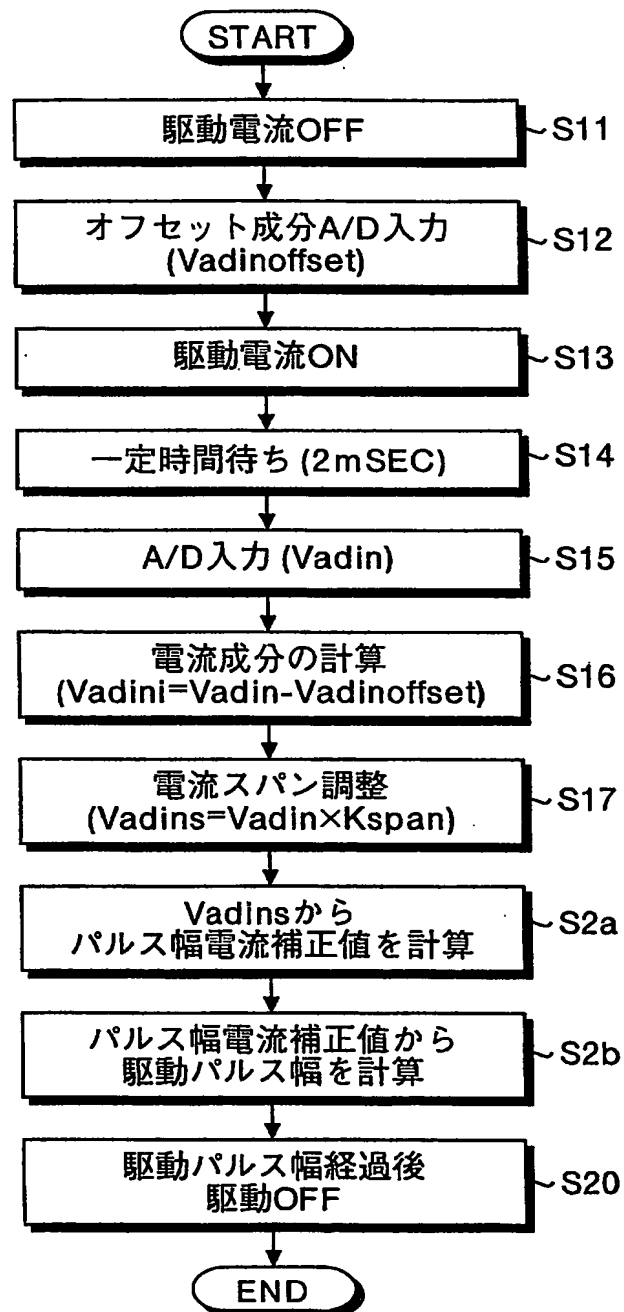 START
駆動電流OFF
S11
オフセット成分A/D入力
(Vadinoffset)
S12
駆動電流ON
S13
一定時間待ち(2mSEC)
S14
A/D入力(Vadin)
S15
電流成分の計算
(Vadini=Vadin-Vadinoffset)
S16
電流スパン調整
(Vadins=Vadin×Kspan)
S17
Vadinsから
パルス幅電流補正値を計算
S2a
パルス幅電流補正値から
駆動パルス幅を計算
S2b
駆動パルス幅経過後
駆動OFF
S20
END